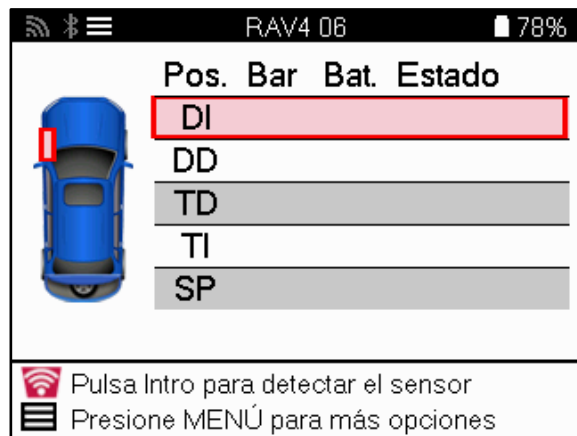 RAV4 06 78%
Pos. Bar Bat. Estado
DI
DD
TD
TI
SP
Pulsa Intro para detectar el sensor
Presione MENÚ para más opciones